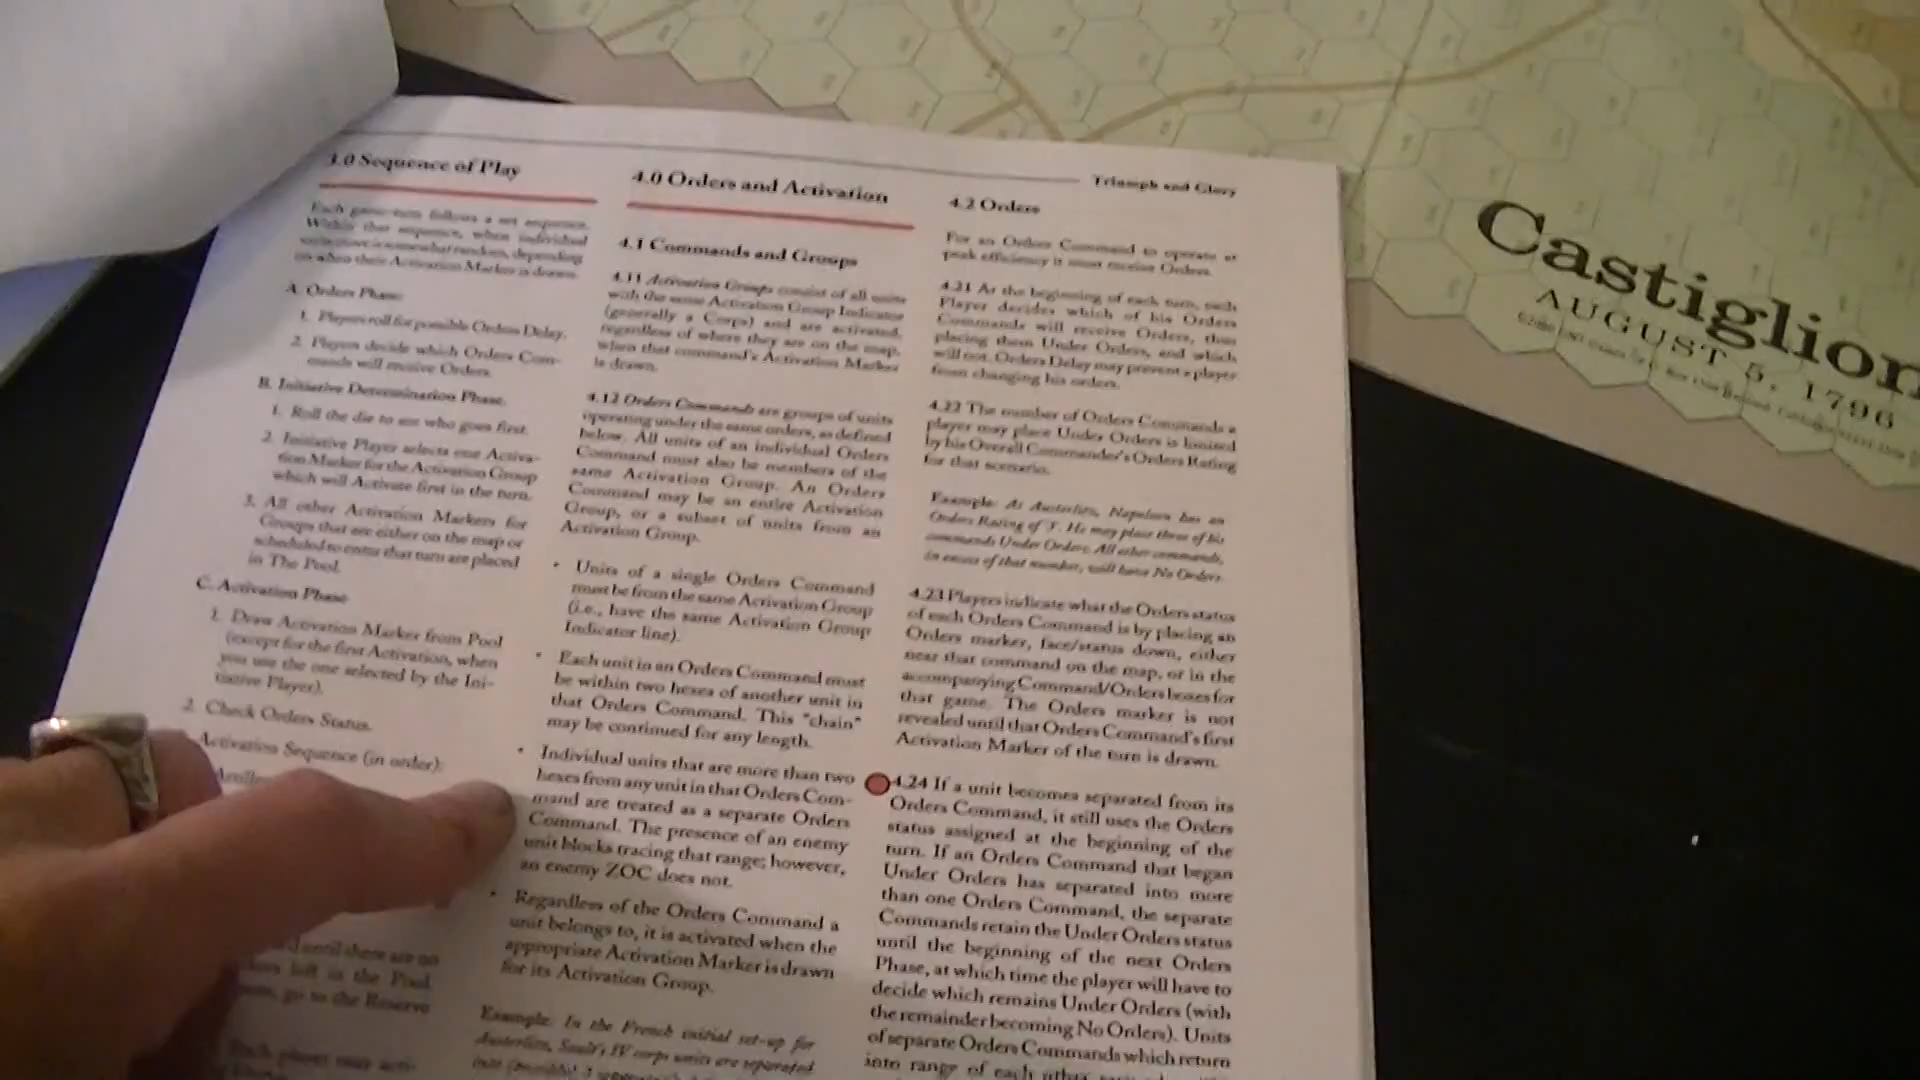 Triumph and Glory
3.0 Sequence of Play
Each game-turn follows a set sequence.
Within that sequence, when individual
units move is somewhat random, depending
on when their Activation Marker is drawn.
A. Orders Phase
1. Players roll for possible Orders Delay.
2. Players decide which Orders Com-
mands will receive Orders.
B. Initiative Determination Phase.
1. Roll the die to see who goes first.
2. Initiative Player selects one Activa-
tion Marker for the Activation Group
which will Activate first in the turn.
3. All other Activation Markers for
Groups that are either on the map or
scheduled to enter that turn are placed
in The Pool.
C. Activation Phase
1. Draw Activation Marker from Pool
(except for the first Activation, when
you use the one selected by the Ini-
tiative Player).
2. Check Orders Status.
Activation Sequence (in order):
until there are no
left in the Pool.
go to the Reserve
Each player may acti-
4.0 Orders and Activation
4.1 Commands and Groups
4.11 Activation Groups consist of all units
with the same Activation Group Indicator
(generally a Corps) and are activated,
regardless of where they are on the map,
when that command's Activation Marker
is drawn.
4.12 Orders Commands are groups of units
operating under the same orders, as defined
below. All units of an individual Orders
Command must also be members of the
same Activation Group. An Orders
Command may be an entire Activation
Group, or a subset of units from an
Activation Group.
• Units of a single Orders Command
must be from the same Activation Group
(i.e., have the same Activation Group
Indicator line).
• Each unit in an Orders Command must
be within two hexes of another unit in
that Orders Command. This "chain"
may be continued for any length.
• Individual units that are more than two
hexes from any unit in that Orders Com-
mand are treated as a separate Orders
Command. The presence of an enemy
unit blocks tracing that range; however,
an enemy ZOC does not.
• Regardless of the Orders Command a
unit belongs to, it is activated when the
appropriate Activation Marker is drawn
for its Activation Group.
Example: In the French initial set-up for
Austerlitz, Soult's IV corps units are separated
into (possibly) 3
4.2 Orders
For an Orders Command to operate at
peak efficiency it must receive Orders.
4.21 At the beginning of each turn, each
Player decides which of his Orders
Commands will receive Orders, thus
placing them Under Orders, and which
will not. Orders Delay may prevent a player
from changing his orders.
4.22 The number of Orders Commands a
player may place Under Orders is limited
by his Overall Commander's Orders Rating
for that scenario.
Example: At Austerlitz, Napoleon has an
Orders Rating of '3'. He may place three of his
commands Under Orders. All other commands,
in excess of that number, will have No Orders.
4.23 Players indicate what the Orders status
of each Orders Command is by placing an
Orders marker, face/status down, either
near that command on the map, or in the
accompanying Command/Orders boxes for
that game. The Orders marker is not
revealed until that Orders Command's first
Activation Marker of the turn is drawn.
4.24 If a unit becomes separated from its
Orders Command, it still uses the Orders
status assigned at the beginning of the
turn. If an Orders Command that began
Under Orders has separated into more
than one Orders Command, the separate
Commands retain the Under Orders status
until the beginning of the next Orders
Phase, at which time the player will have to
decide which remains Under Orders (with
the remainder becoming No Orders). Units
of separate Orders Commands which return
into range of each other
Castiglion
AUGUST 5, 1796